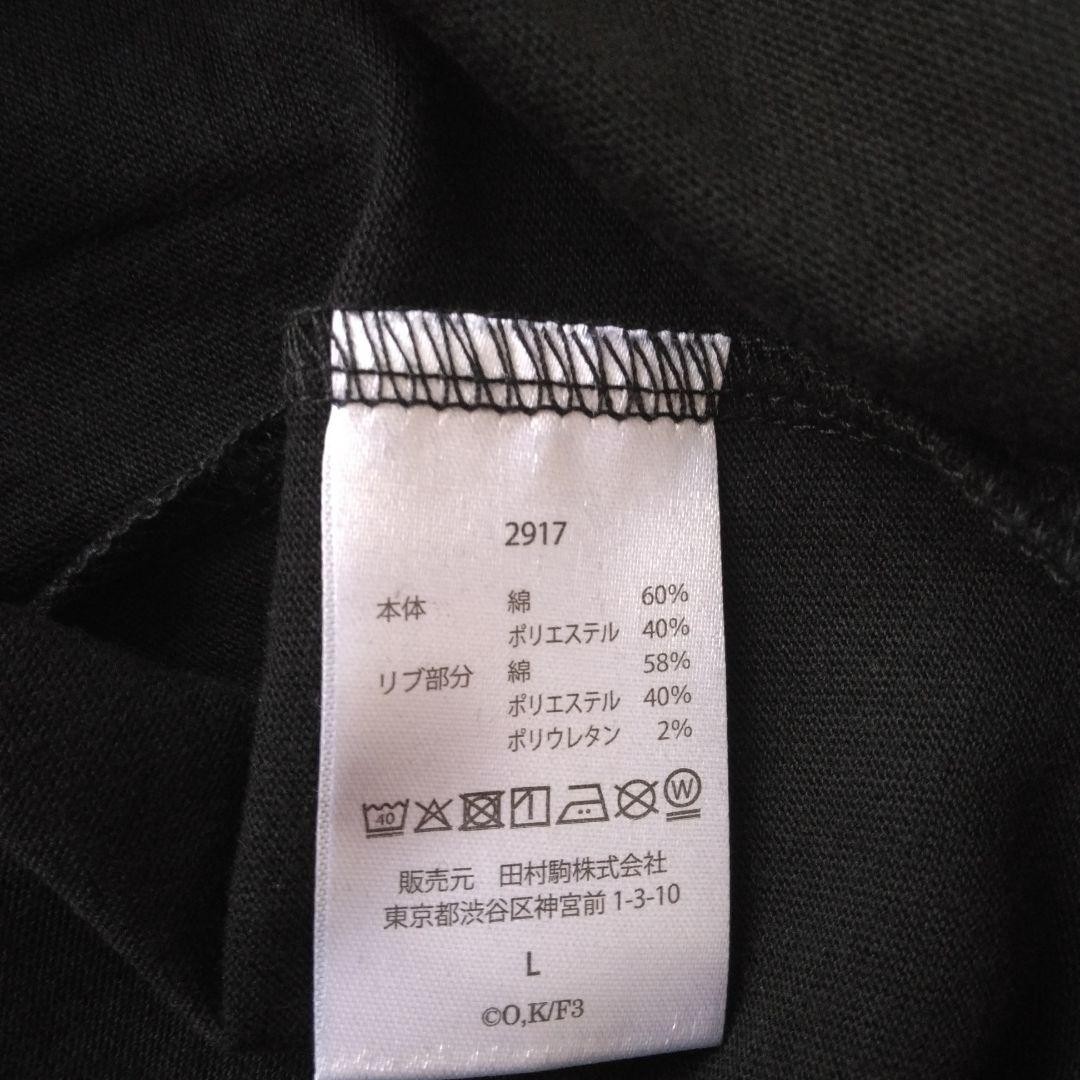 2917
本体 綿 60%
ポリエステル 40%
リブ部分 綿 58%
ポリエステル 40%
ポリウレタン 2%
40 W
販売元 田村駒株式会社
東京都渋谷区神宮前 1-3-10
L
©O,K/F3